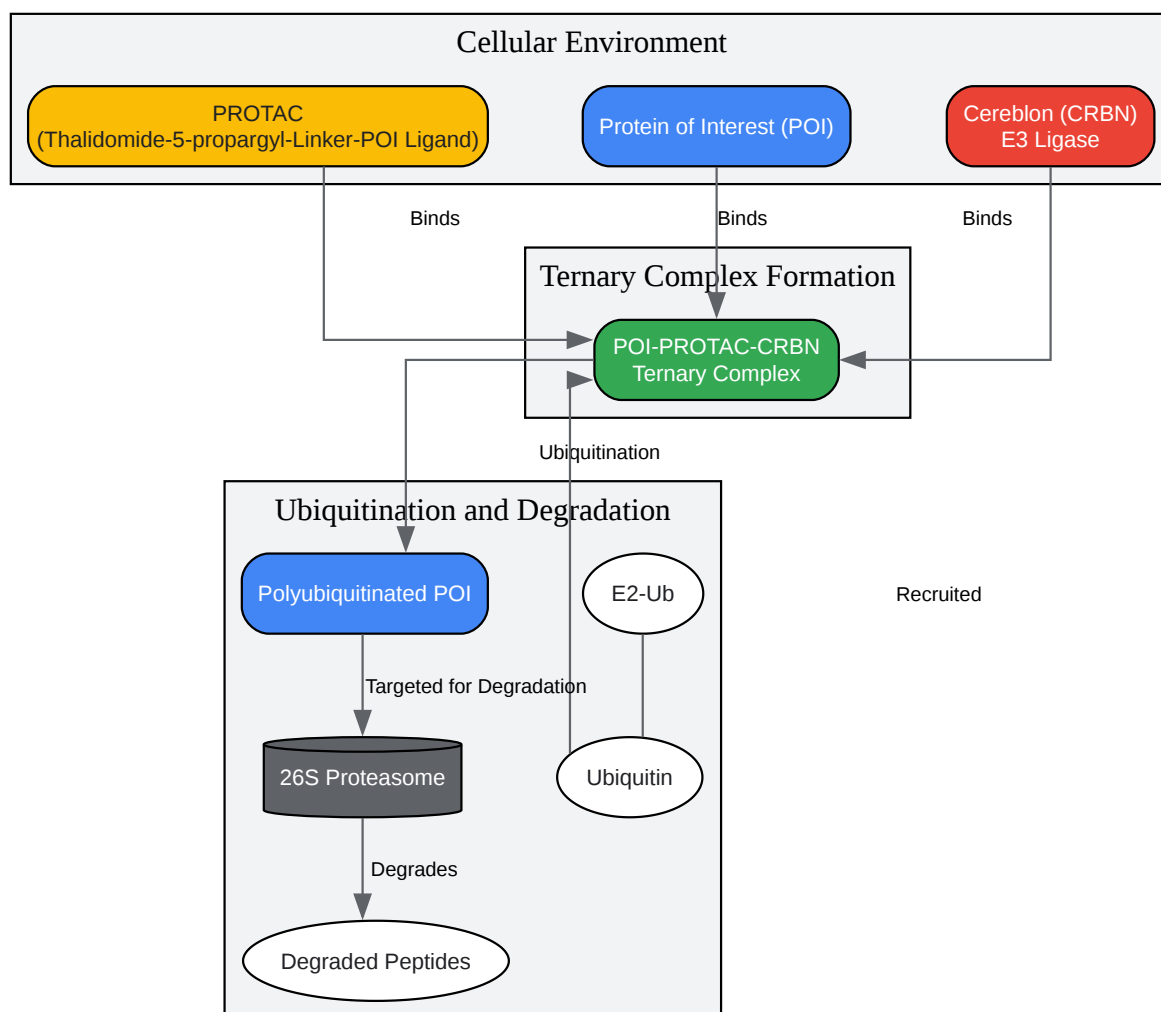 Cellular Environment
PROTAC
(Thalidomide-5-propargyl-Linker-POI Ligand)
Protein of Interest (POI)
Cereblon (CRBN)
E3 Ligase
Binds
Binds
Binds
Ternary Complex Formation
POI-PROTAC-CRBN
Ternary Complex
Ubiquitination
Ubiquitination and Degradation
Polyubiquitinated POI
E2-Ub
Recruited
Targeted for Degradation
26S Proteasome
Ubiquitin
Degrades
Degraded Peptides